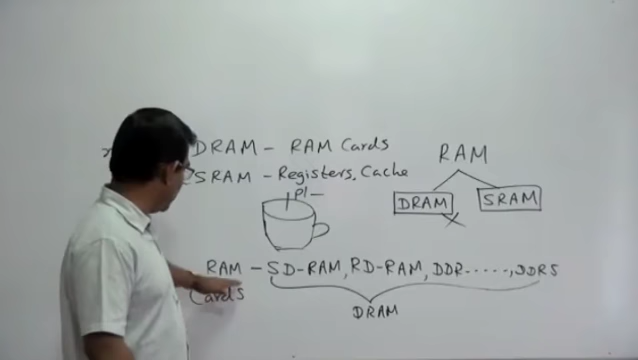 DRAM - RAM Cards
SRAM - Registers, Cache
RAM
DRAM SRAM
RAM - SD-RAM, RD-RAM, DDR ....., DDR5
Cards
DRAM